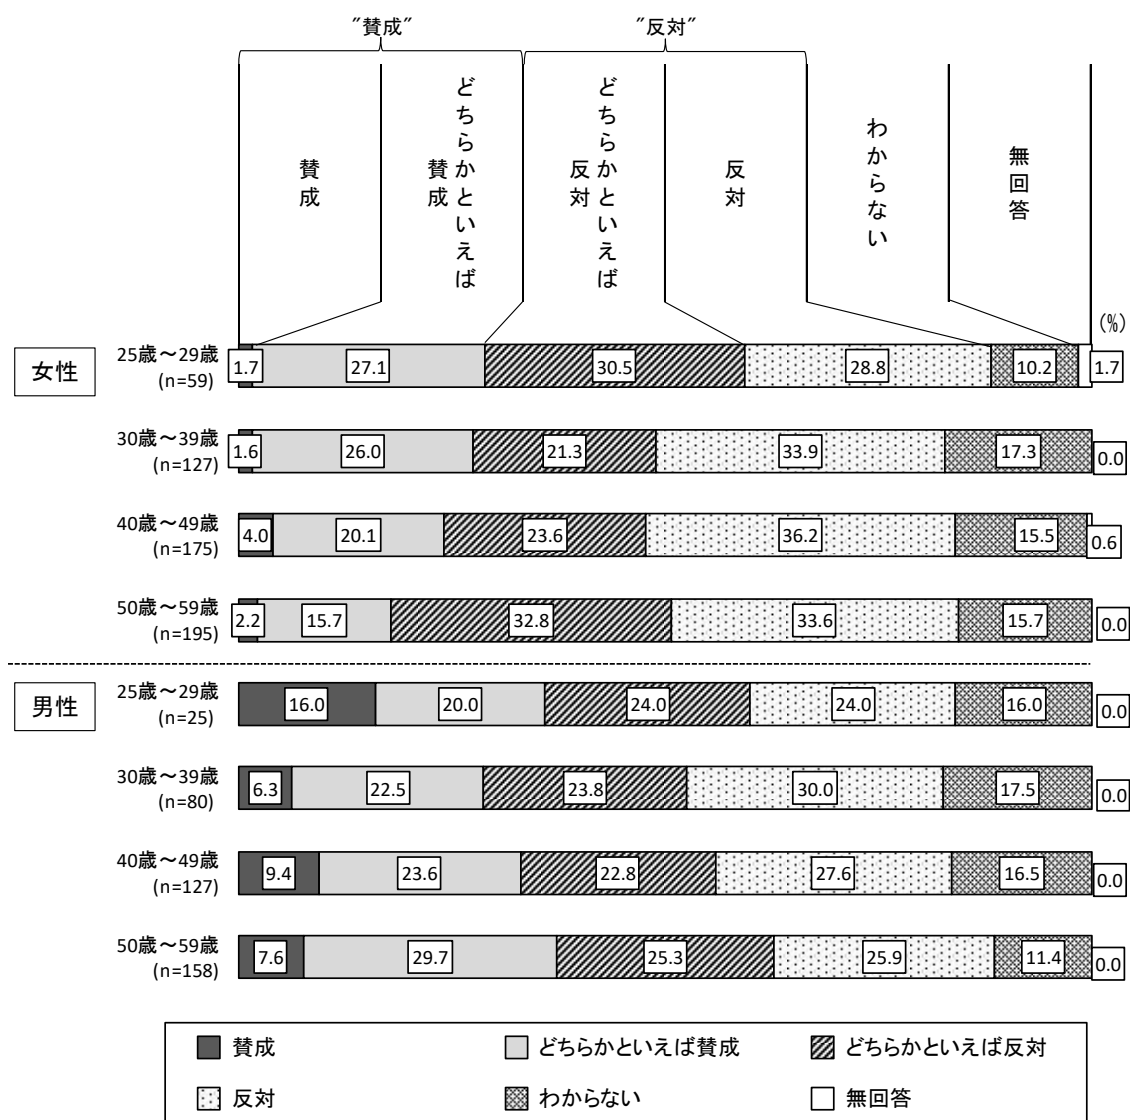 "賛成"
"反対"
賛成
どちらかといえば
賛成
どちらかといえば
反対
反対
わからない
無回答
(%)
女性
25歳～29歳
(n=59)
1.7 27.1 30.5 28.8 10.2 1.7
30歳～39歳
(n=127)
1.6 26.0 21.3 33.9 17.3 0.0
40歳～49歳
(n=175)
4.0 20.1 23.6 36.2 15.5 0.6
50歳～59歳
(n=195)
2.2 15.7 32.8 33.6 15.7 0.0
男性
25歳～29歳
(n=25)
16.0 20.0 24.0 24.0 16.0 0.0
30歳～39歳
(n=80)
6.3 22.5 23.8 30.0 17.5 0.0
40歳～49歳
(n=127)
9.4 23.6 22.8 27.6 16.5 0.0
50歳～59歳
(n=158)
7.6 29.7 25.3 25.9 11.4 0.0
賛成 どちらかといえば賛成 どちらかといえば反対
反対 わからない 無回答